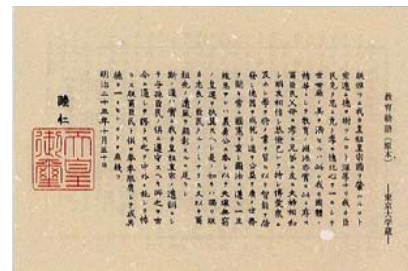 教育勅語(原本) ―東京大学蔵―
朕惟フニ我カ皇祖皇宗國ヲ肇ムルコト
宏遠ニ德ヲ樹ツルコト深厚ナリ我カ臣
民克ク忠ニ克ク孝ニ億兆心ヲ一ニシテ
世世厥ノ美ヲ濟セルハ此レ我カ國體ノ
精華ニシテ敎育ノ淵源亦實ニ此ニ存ス
爾臣民父母ニ孝ニ兄弟ニ友ニ夫婦相和
シ朋友相信シ恭儉己レヲ持シ博愛衆ニ
及ホシ學ヲ修メ業ヲ習ヒ以テ智能ヲ啓
發シ德器ヲ成就シ進テ公益ヲ廣メ世務
ヲ開キ常ニ國憲ヲ重シ國法ニ遵ヒ一旦
緩急アレハ義勇公ニ奉シ以テ天壤無窮
ノ皇運ヲ扶翼スヘシ是ノ如キハ獨リ朕
カ忠良ノ臣民タルノミナラス又以テ爾
祖先ノ遺風ヲ顯彰スルニ足ラン
斯ノ道ハ實ニ我カ皇祖皇宗ノ遺訓ニシ
テ子孫臣民ノ俱ニ遵守スヘキ所之ヲ古
今ニ通シテ謬ラス之ヲ中外ニ施シテ悖
ラス朕爾臣民ト俱ニ拳々服膺シテ咸其
德ヲ一ニセンコトヲ庶幾フ
明治二十三年十月三十日
睦仁
天皇
御璽